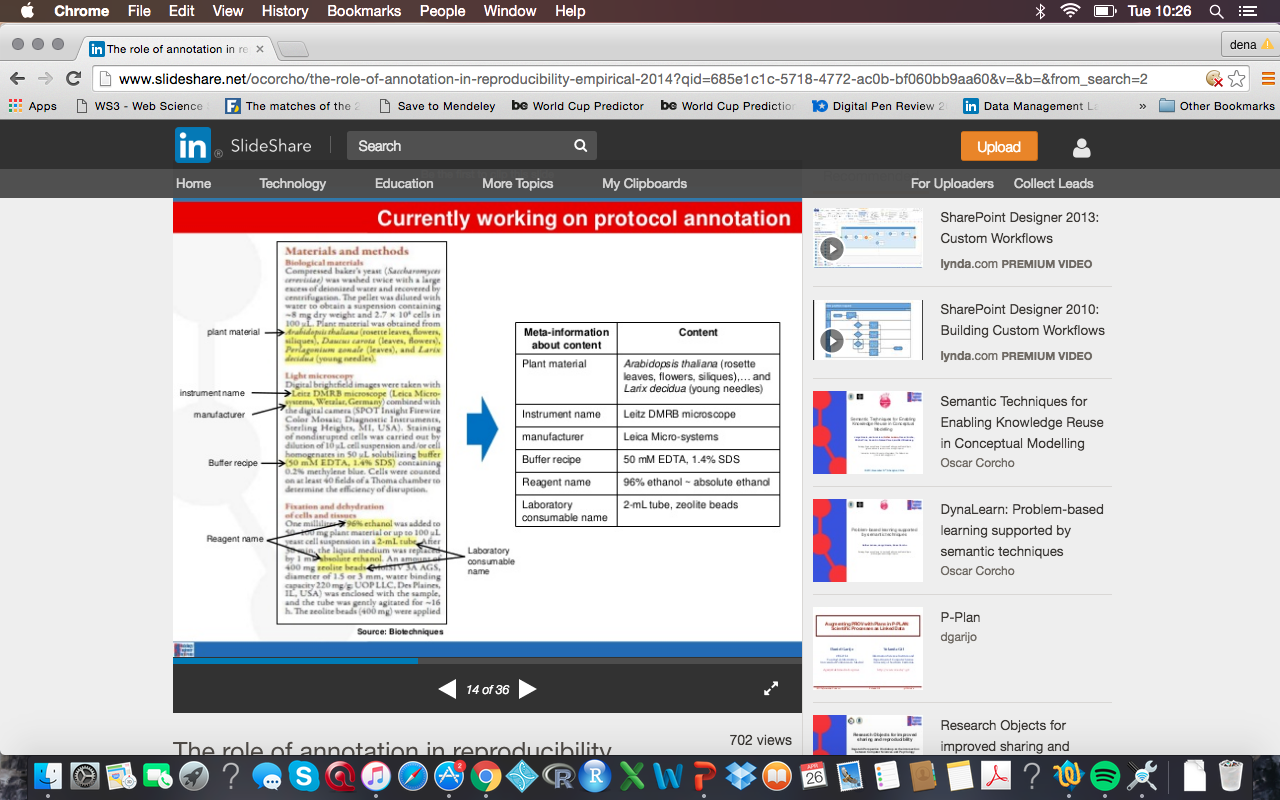 Chrome File Edit View History Bookmarks People Window Help Tue 10:26
The role of annotation in re
dena
www.slideshare.net/ocorcho/the-role-of-annotation-in-reproducibility-empirical-2014?qid=685e1c1c-5718-4772-ac0b-bf060bb9aa60&v=&b=&from_search=2
Apps WS3 - Web Science The matches of the 2 Save to Mendeley be World Cup Predictor be World Cup Prediction Digital Pen Review 2 in Data Management La » Other Bookmarks
in® SlideShare Search Upload
Home Technology Education More Topics My Clipboards For Uploaders Collect Leads
Currently working on protocol annotation
Materials and methods
Biological materials
Compressed baker's yeast (Saccharomyces
cerevisiae) was washed twice with a large
excess of deionized water and recovered by
centrifugation. The pellet was diluted with
water to obtain a suspension containing
~8 mg dry weight and 2.7 × 10⁸ cells in
100 µL. Plant material was obtained from
Arabidopsis thaliana (rosette leaves, flowers,
siliques), Daucus carota (leaves, flowers),
Perlagonium zonale (leaves), and Larix
decidua (young needles).
Light microscopy
Digital brightfield images were taken with
Leitz DMRB microscope (Leica Micro-
systems, Wetzlar, Germany) combined with
the digital camera (SPOT Insight Firewire
Color Mosaic; Diagnostic Instruments,
Sterling Heights, MI, USA). Staining
of nondisrupted cells was carried out by
dilution of 10 µL cell suspension and/or cell
homogenates in 50 µL solubilizing buffer
(50 mM EDTA, 1.4% SDS) containing
0.2% methylene blue. Cells were counted
on at least 40 fields of a Thoma chamber to
determine the efficiency of disruption.
Fixation and dehydration
of cells and tissues
One milliliter 96% ethanol was added to
50–100 mg plant material or up to 100 µL
yeast cell suspension in a 2-mL tube. After
30 min, the liquid medium was replaced
by 1 mL absolute ethanol. An amount of
400 mg zeolite beads 3A AGS,
diameter of 1.5 or 3 mm, water binding
capacity 220 mg/g; UOP LLC, Des Plaines,
IL, USA) was enclosed with the sample,
and the tube was gently agitated for ~16
h. The zeolite beads (400 mg) were applied
Source: Biotechniques
plant material
instrument name
manufacturer
Buffer recipe
Reagent name
Laboratory
consumable
name
Meta-information
about content
Content
Plant material
Arabidopsis thaliana (rosette
leaves, flowers, siliques),… and
Larix decidua (young needles)
Instrument name Leitz DMRB microscope
manufacturer Leica Micro-systems
Buffer recipe 50 mM EDTA, 1.4% SDS
Reagent name 96% ethanol ~ absolute ethanol
Laboratory
consumable name
2-mL tube, zeolite beads
14 of 36
The role of annotation in reproducibility
702 views
SharePoint Designer 2013:
Custom Workflows
lynda.com PREMIUM VIDEO
SharePoint Designer 2010:
Building Custom Workflows
lynda.com PREMIUM VIDEO
Semantic Techniques for
Enabling Knowledge Reuse
in Conceptual Modelling
Oscar Corcho
DynaLearn: Problem-based
learning supported by
semantic techniques
Oscar Corcho
P-Plan
dgarijo
Research Objects for
improved sharing and
2
APR
26